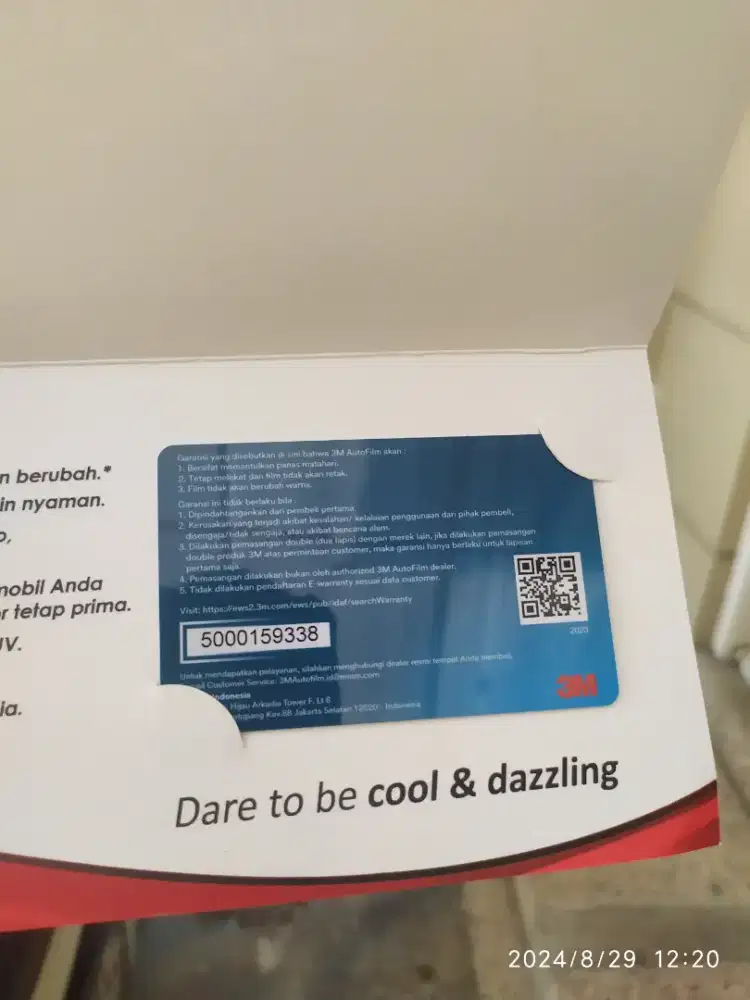 n berubah.*
in nyaman.
mobil Anda
r tetap prima.
UV.
ia.
Garansi yang disebutkan di sini bahwa 3M AutoFilm akan :
1. Bersifat memantulkan panas matahari.
2. Tetap melekat dan film tidak akan retak.
3. Film tidak akan berubah warna.
Garansi ini tidak berlaku bila :
1. Dipindahtangankan dari pembeli pertama.
2. Kerusakan yang terjadi akibat kesalahan/ kelalaian penggunaan dari pihak pembeli,
disengaja/tidak sengaja, atau akibat bencana alam.
3. Dilakukan pemasangan double (dua lapis) dengan merek lain, jika dilakukan pemasangan
double produk 3M atas permintaan customer, maka garansi hanya berlaku untuk lapisan
pertama saja.
4. Pemasangan dilakukan bukan oleh authorized 3M AutoFilm dealer.
5. Tidak dilakukan pendaftaran E-warranty sesuai data customer.
Visit: https://ews2.3m.com/ews/pub/idaf/searchWarranty
5000159338
2023
Untuk mendapatkan pelayanan, silahkan menghubungi dealer resmi tempat Anda membeli,
Customer Service: 3MAutofilm.id@mmm.com
Indonesia
Hijau Arkadia Tower F, Lt 8
Kav.88 Jakarta Selatan 12520 - Indonesia
3M
Dare to be cool & dazzling
2024/8/29 12:20